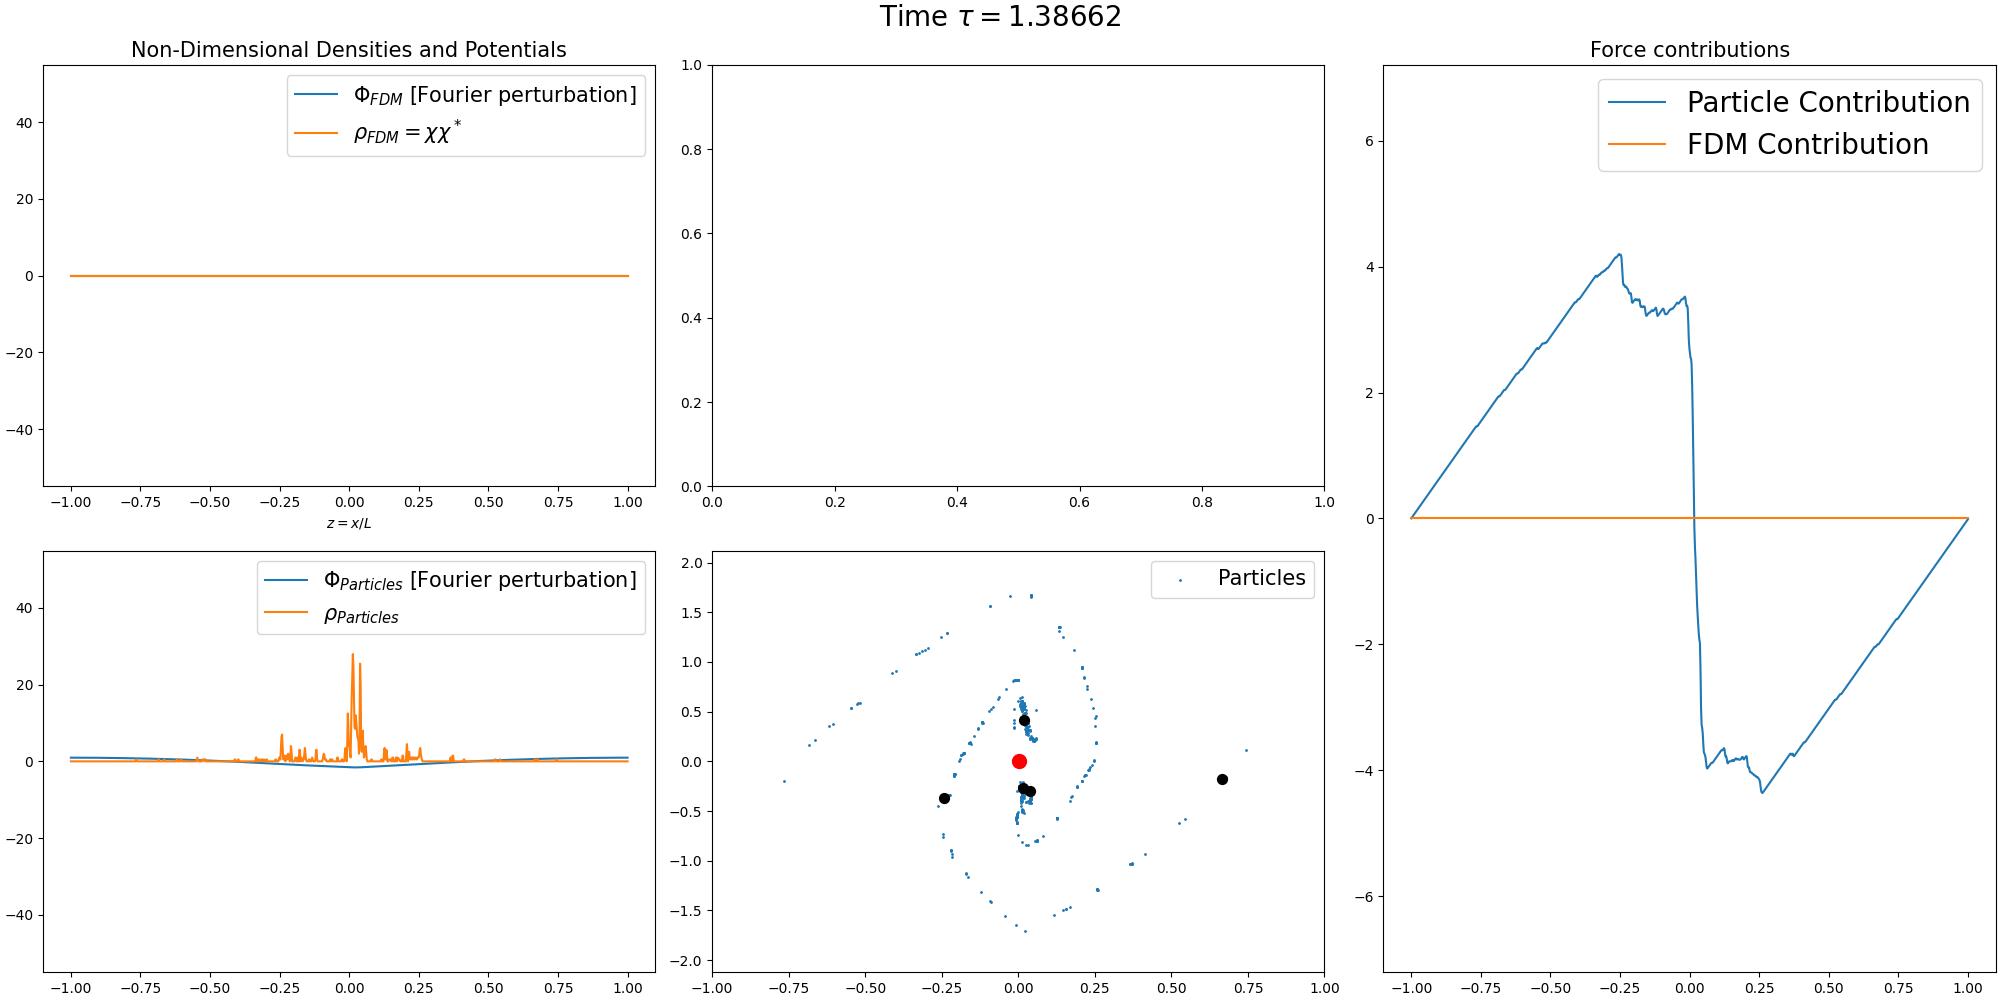 Time τ = 1.38662
Non-Dimensional Densities and Potentials
Φ_FDM [Fourier perturbation]
ρ_FDM = χχ*
40
20
0
−20
−40
−1.00 −0.75 −0.50 −0.25 0.00 0.25 0.50 0.75 1.00
z = x/L
1.0
0.8
0.6
0.4
0.2
0.0
0.0 0.2 0.4 0.6 0.8 1.0
Force contributions
Particle Contribution
FDM Contribution
6
4
2
0
−2
−4
−6
−1.00 −0.75 −0.50 −0.25 0.00 0.25 0.50 0.75 1.00
Φ_Particles [Fourier perturbation]
ρ_Particles
40
20
0
−20
−40
−1.00 −0.75 −0.50 −0.25 0.00 0.25 0.50 0.75 1.00
Particles
2.0
1.5
1.0
0.5
0.0
−0.5
−1.0
−1.5
−2.0
−1.00 −0.75 −0.50 −0.25 0.00 0.25 0.50 0.75 1.00